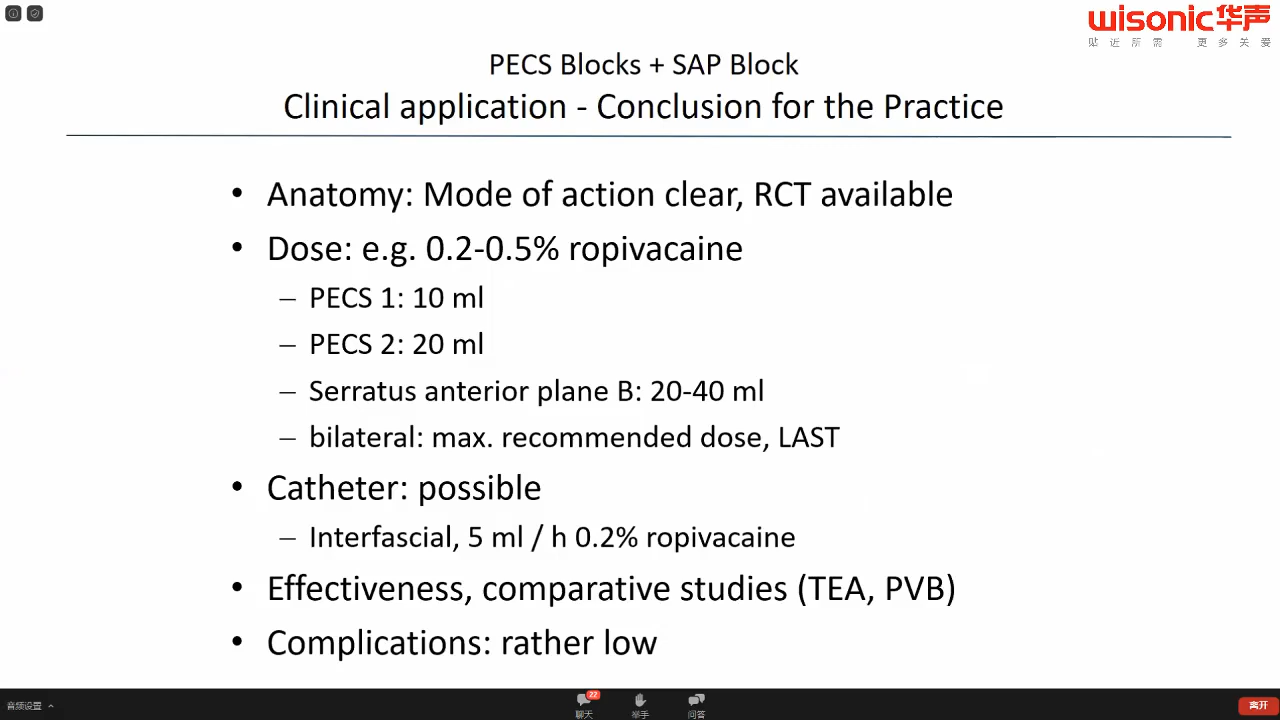 wisonic华声
贴近所需 更多关爱
PECS Blocks + SAP Block
Clinical application - Conclusion for the Practice
• Anatomy: Mode of action clear, RCT available
• Dose: e.g. 0.2-0.5% ropivacaine
– PECS 1: 10 ml
– PECS 2: 20 ml
– Serratus anterior plane B: 20-40 ml
– bilateral: max. recommended dose, LAST
• Catheter: possible
– Interfascial, 5 ml / h 0.2% ropivacaine
• Effectiveness, comparative studies (TEA, PVB)
• Complications: rather low
音频设置
22
聊天
举手
问答
离开